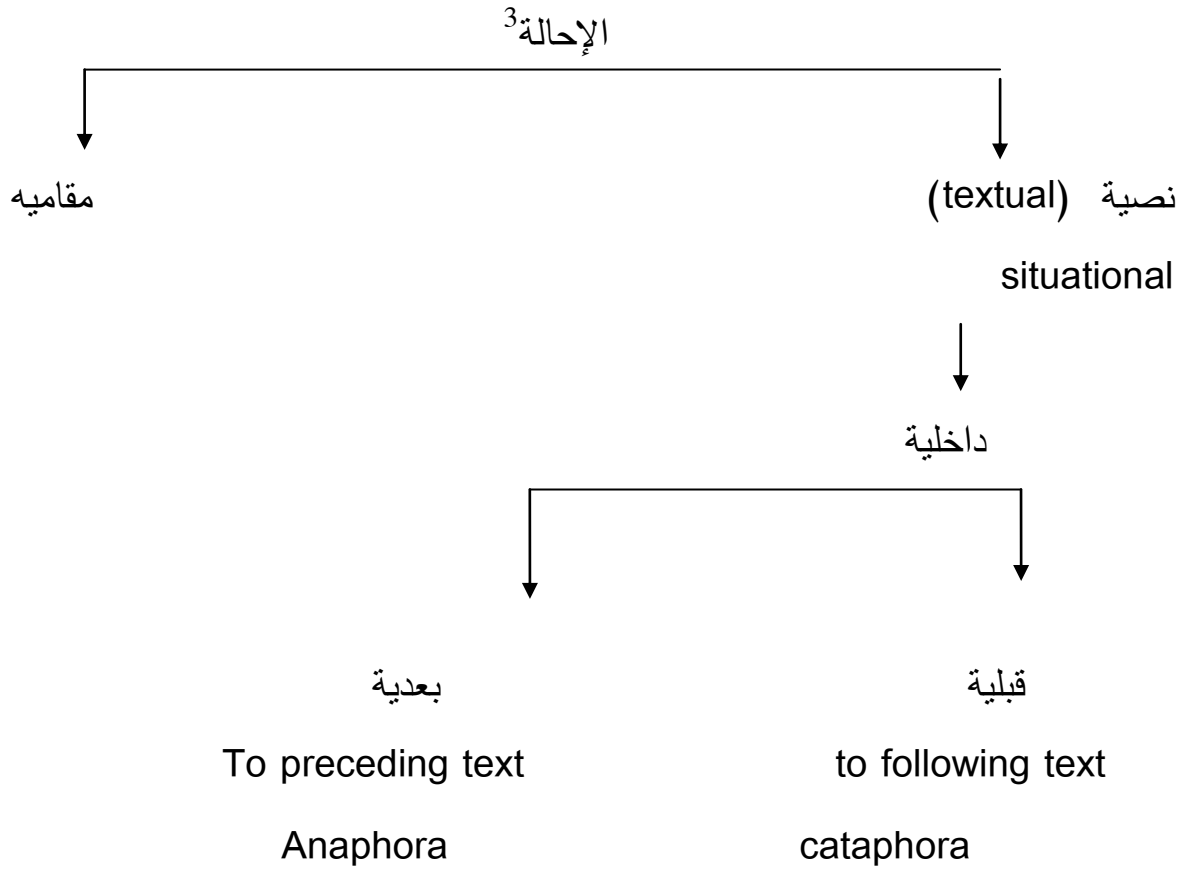 الإحالة3
نصية (textual) مقاميه
situational
داخلية
قبلية بعدية
to following text To preceding text
cataphora Anaphora